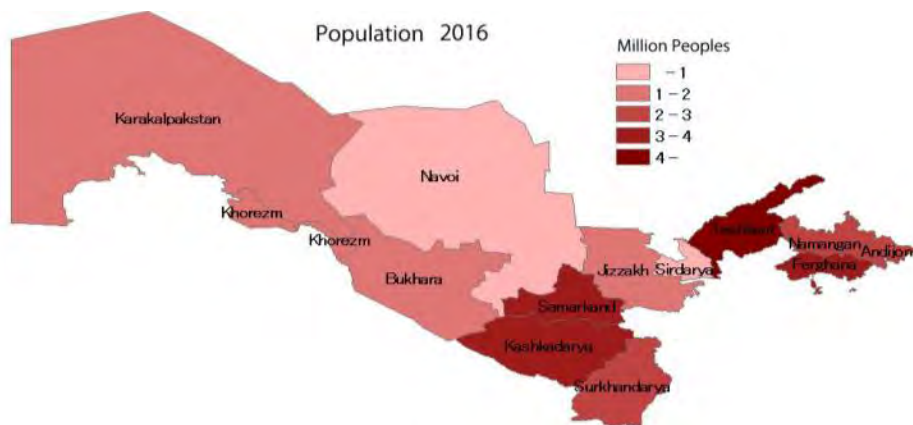 Population 2016
Million Peoples
-1
1-2
2-3
3-4
4-
Karakalpakstan
Navoi
Khorezm
Khorezm
Tashkent
Namangan
Andijon
Ferghana
Bukhara
Jizzakh
Sirdarya
Samarkand
Kashkadarya
Surkhandarya